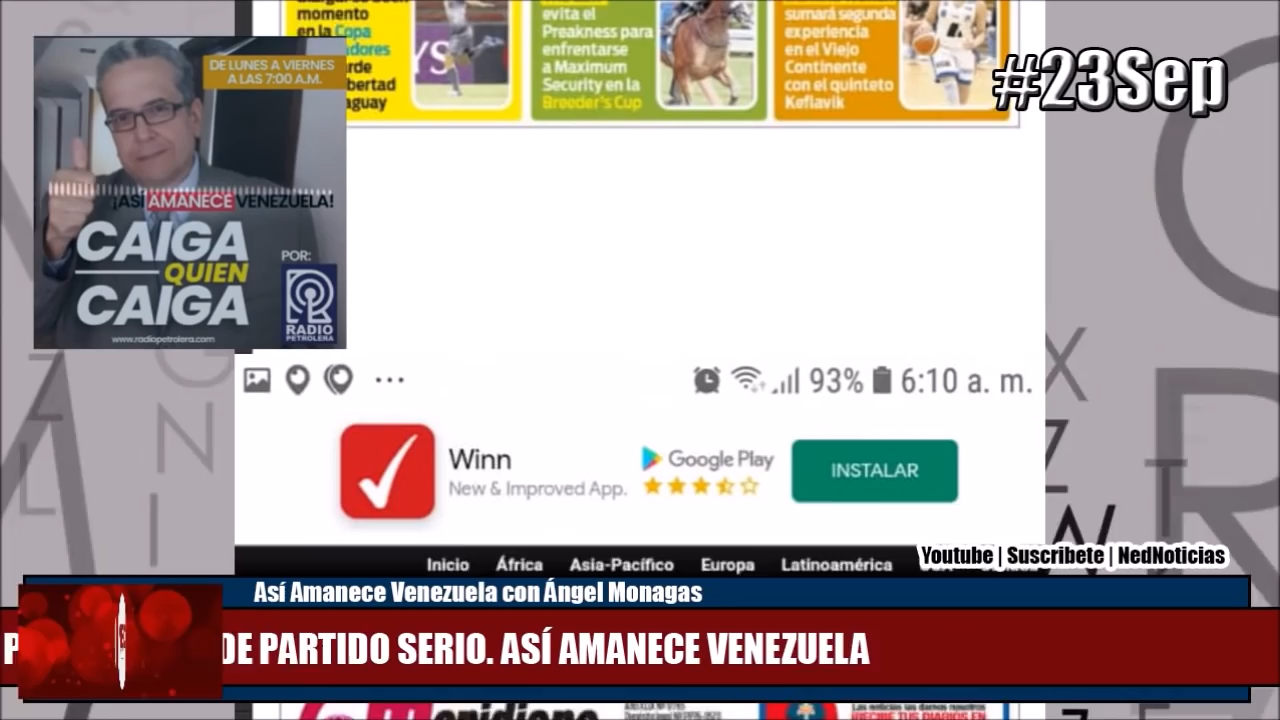 momento
en la Copa
evita el
Preakness para
enfrentarse
a Maximum
Security en la
Breeder's Cup
sumará segunda
experiencia
en el Viejo
Continente
con el quinteto
Keflavik
#23Sep
DE LUNES A VIERNES
A LAS 7:00 A.M.
¡ASÍ AMANECE VENEZUELA!
CAIGA
QUIEN
CAIGA
POR:
RADIO
PETROLERA
www.radiopetrolera.com
... 93% 6:10 a. m.
Winn
New & Improved App.
Google Play
INSTALAR
Inicio África Asia-Pacífico Europa Latinoamérica
Youtube | Suscribete | NedNoticias
Así Amanece Venezuela con Ángel Monagas
DE PARTIDO SERIO. ASÍ AMANECE VENEZUELA